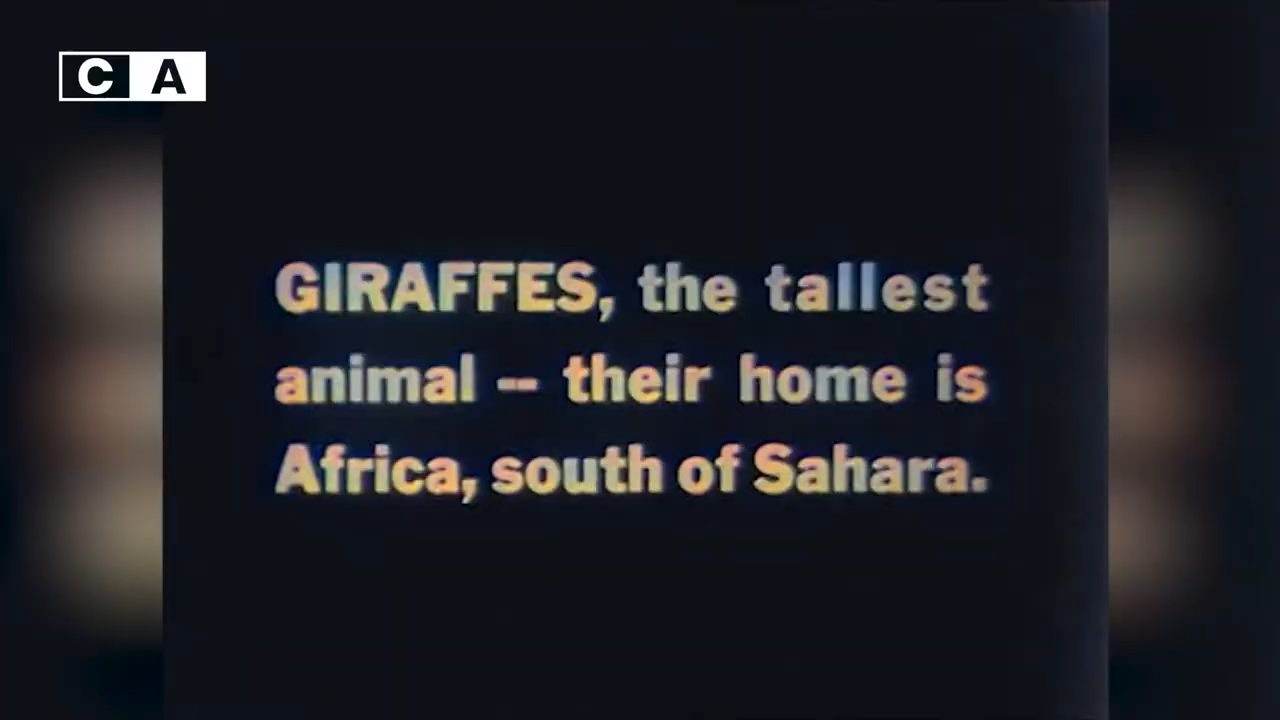 C A
GIRAFFES, the tallest
animal -- their home is
Africa, south of Sahara.